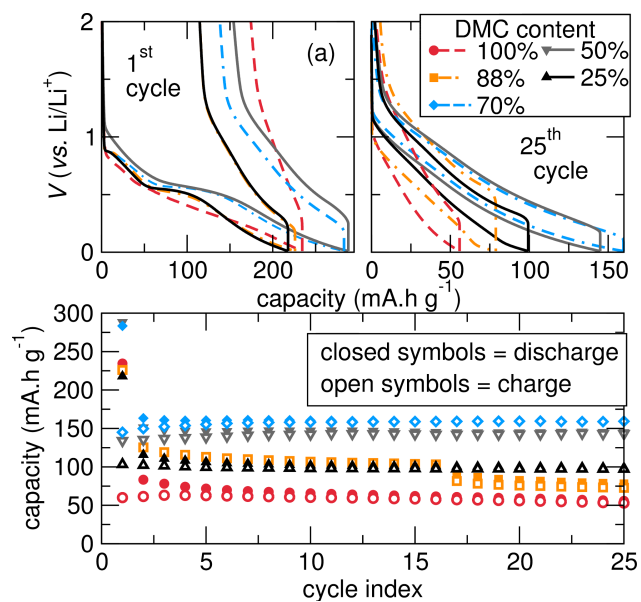 2
1
0
V (vs. Li/Li+)
1st
cycle
(a)
0 100 200
DMC content
100% 50%
88% 25%
70%
25th
cycle
0 50 100 150
capacity (mA.h g-1)
300
250
200
150
100
50
0
capacity (mA.h g-1)
closed symbols = discharge
open symbols = charge
0 5 10 15 20 25
cycle index